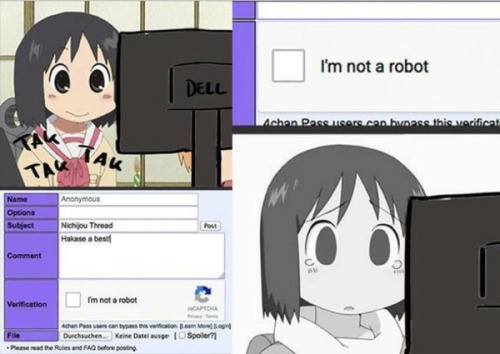 DELL
TAK
TAK
TAK
I'm not a robot
4chan Pass users can bypass this verificat
Name Anonymous
Options
Subject Nichijou Thread Post
Comment Hakase a best!
Verification I'm not a robot
reCAPTCHA
Privacy - Terms
4chan Pass users can bypass this verification. [Learn More] [Login]
File Durchsuchen... Keine Datei ausge [ Spoiler?]
• Please read the Rules and FAQ before posting.